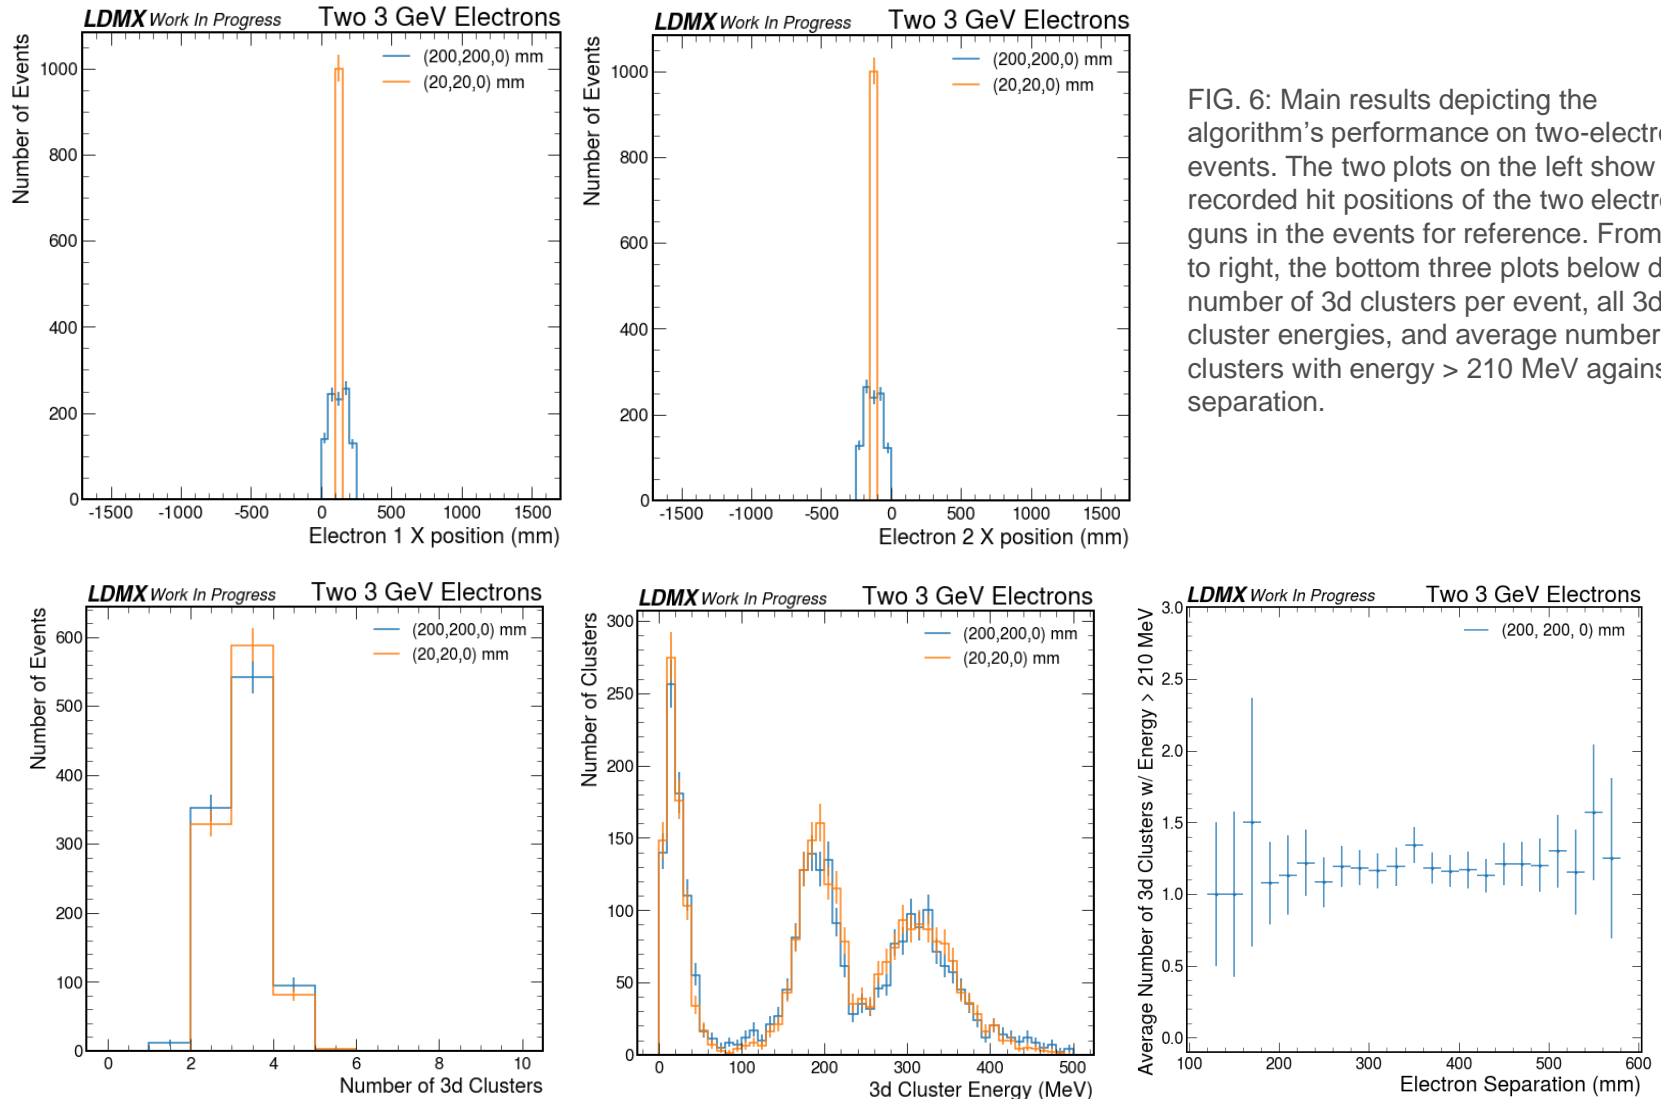 LDMX Work In Progress Two 3 GeV Electrons
Number of Events
(200,200,0) mm
(20,20,0) mm
1000
800
600
400
200
0
-1500 -1000 -500 0 500 1000 1500
Electron 1 X position (mm)
LDMX Work In Progress Two 3 GeV Electrons
Number of Events
(200,200,0) mm
(20,20,0) mm
1000
800
600
400
200
0
-1500 -1000 -500 0 500 1000 1500
Electron 2 X position (mm)
FIG. 6: Main results depicting the
algorithm's performance on two-electro
events. The two plots on the left show
recorded hit positions of the two electro
guns in the events for reference. From
to right, the bottom three plots below d
number of 3d clusters per event, all 3d
cluster energies, and average number
clusters with energy > 210 MeV agains
separation.
LDMX Work In Progress Two 3 GeV Electrons
Number of Events
(200,200,0) mm
(20,20,0) mm
600
500
400
300
200
100
0
0 2 4 6 8 10
Number of 3d Clusters
LDMX Work In Progress Two 3 GeV Electrons
Number of Clusters
(200,200,0) mm
(20,20,0) mm
300
250
200
150
100
50
0
0 100 200 300 400 500
3d Cluster Energy (MeV)
LDMX Work In Progress Two 3 GeV Electrons
Average Number of 3d Clusters w/ Energy > 210 MeV
(200, 200, 0) mm
3.0
2.5
2.0
1.5
1.0
0.5
0.0
100 200 300 400 500 600
Electron Separation (mm)